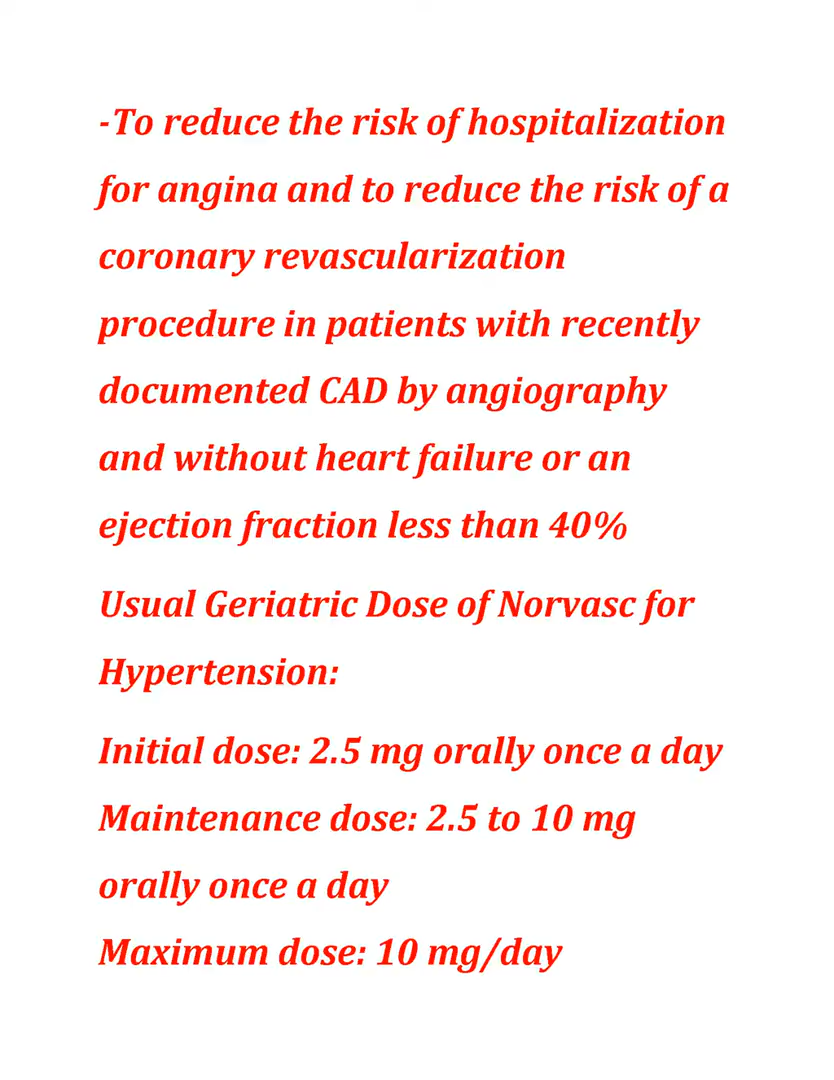 -To reduce the risk of hospitalization
for angina and to reduce the risk of a
coronary revascularization
procedure in patients with recently
documented CAD by angiography
and without heart failure or an
ejection fraction less than 40%
Usual Geriatric Dose of Norvasc for
Hypertension:
Initial dose: 2.5 mg orally once a day
Maintenance dose: 2.5 to 10 mg
orally once a day
Maximum dose: 10 mg/day